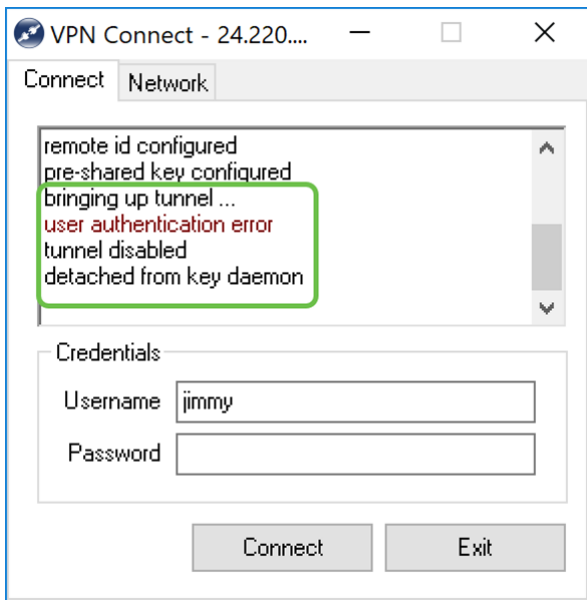 VPN Connect - 24.220....
Connect Network
remote id configured
pre-shared key configured
bringing up tunnel ...
user authentication error
tunnel disabled
detached from key daemon
Credentials
Username jimmy
Password
Connect Exit